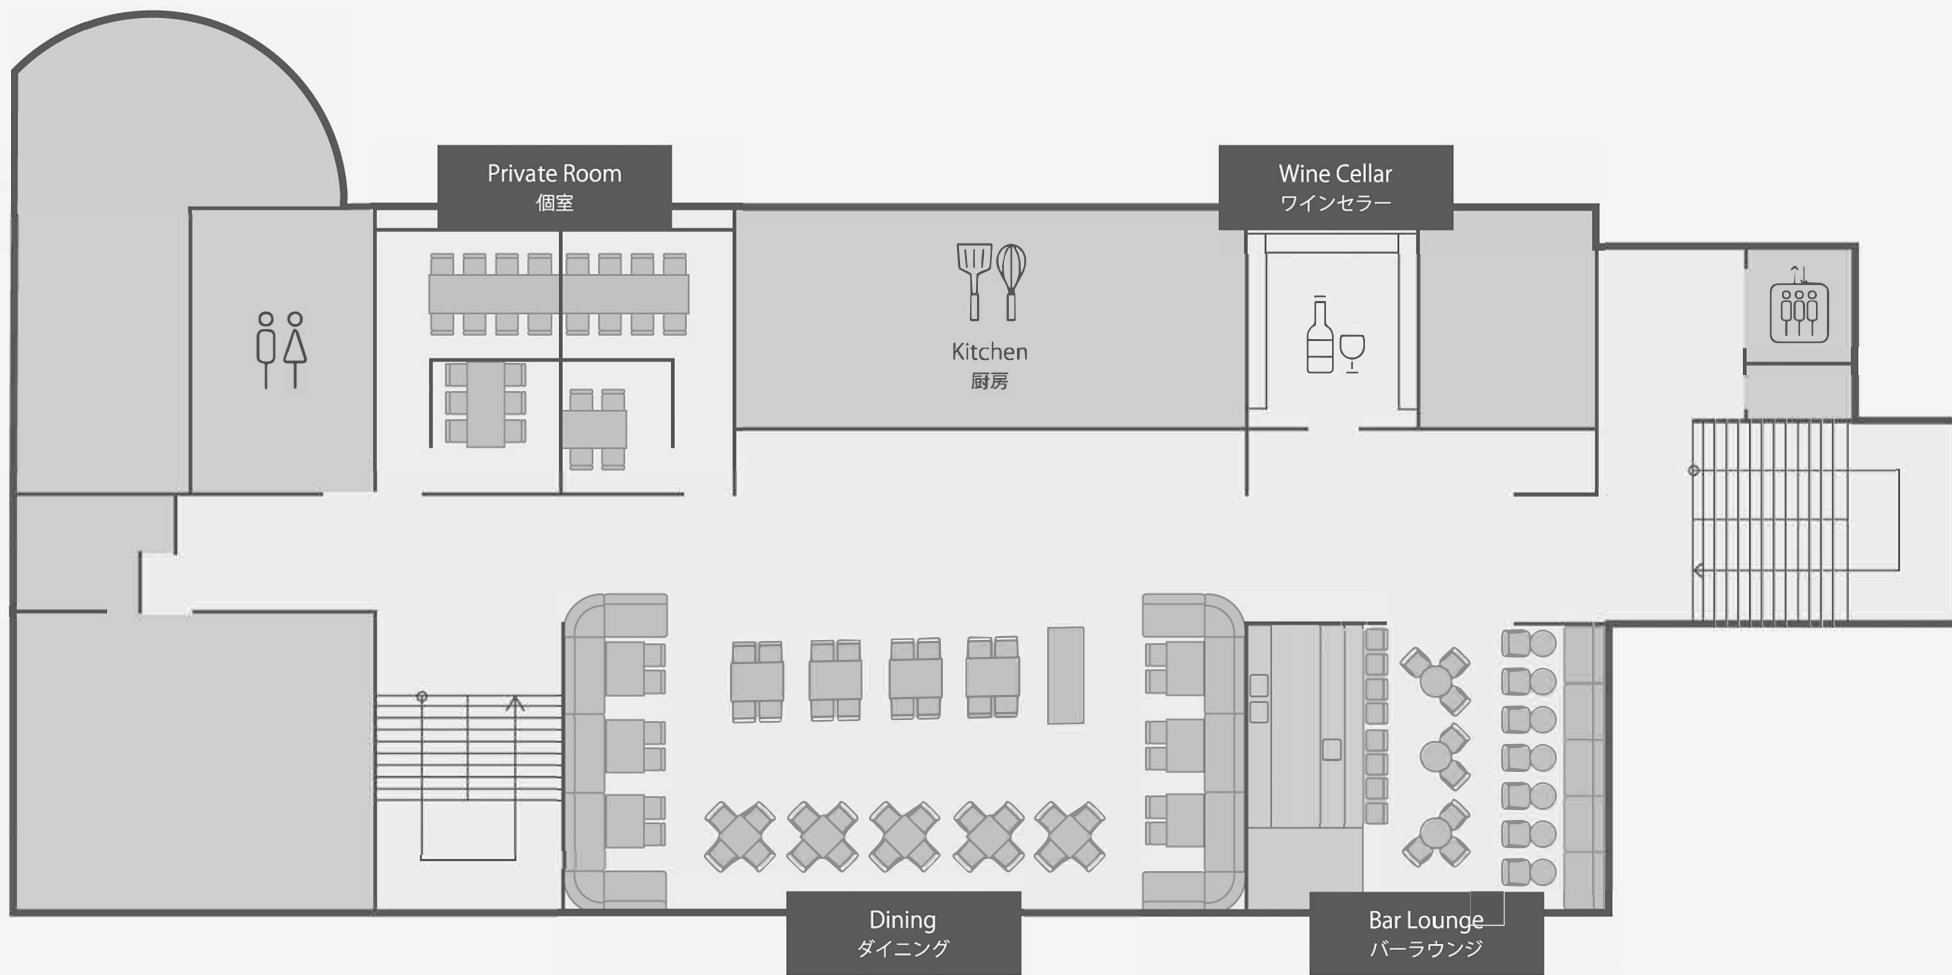 Private Room
個室
Wine Cellar
ワインセラー
Kitchen
厨房
Dining
ダイニング
Bar Lounge
バーラウンジ